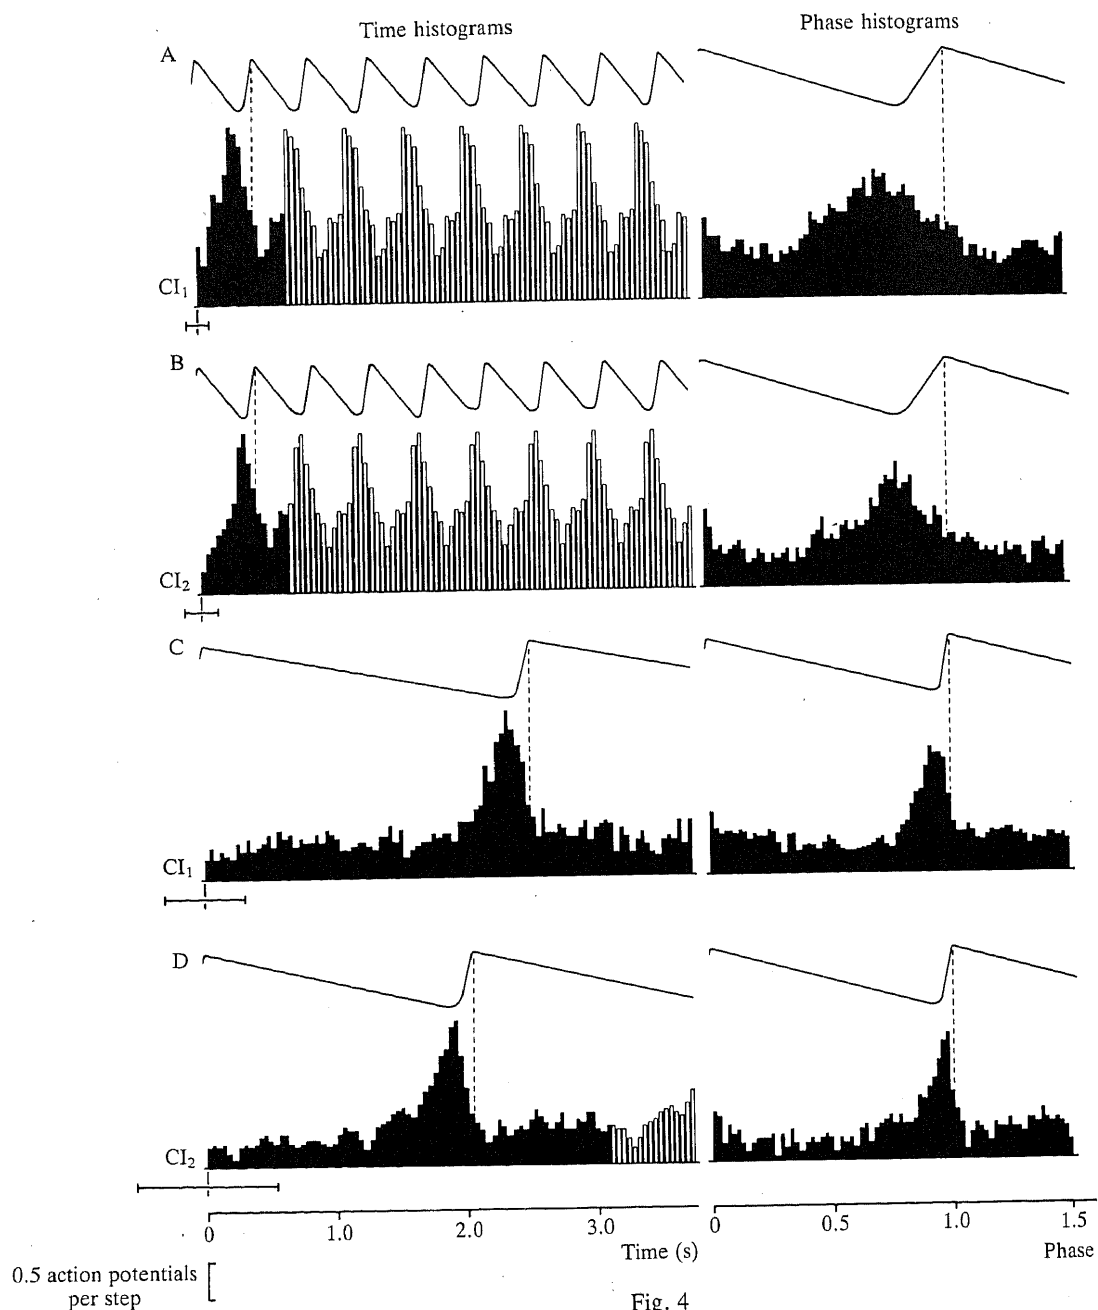 Time histograms
Phase histograms
A
CI₁
B
CI₂
C
CI₁
D
CI₂
0 1.0 2.0 3.0
Time (s)
0 0.5 1.0 1.5
Phase
0.5 action potentials
per step
Fig. 4